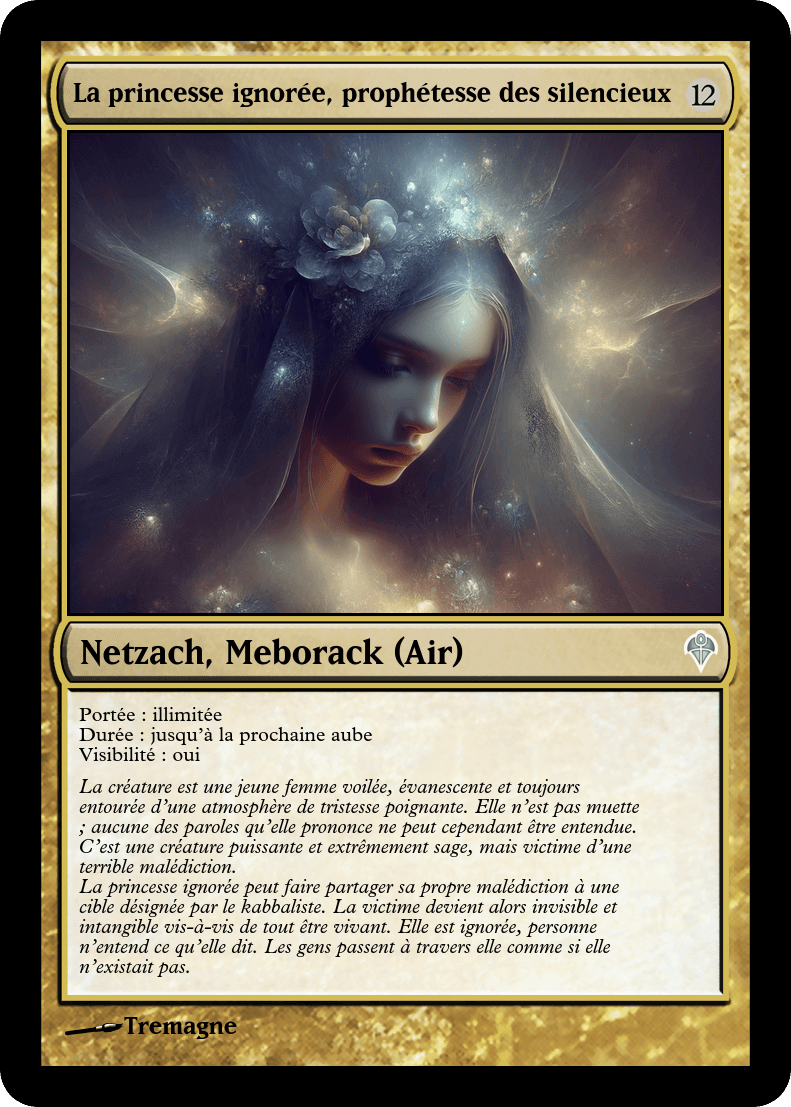 La princesse ignorée, prophétesse des silencieux 12
Netzach, Meborack (Air)
Portée : illimitée
Durée : jusqu'à la prochaine aube
Visibilité : oui
La créature est une jeune femme voilée, évanescente et toujours
entourée d'une atmosphère de tristesse poignante. Elle n'est pas muette
; aucune des paroles qu'elle prononce ne peut cependant être entendue.
C'est une créature puissante et extrêmement sage, mais victime d'une
terrible malédiction.
La princesse ignorée peut faire partager sa propre malédiction à une
cible désignée par le kabbaliste. La victime devient alors invisible et
intangible vis-à-vis de tout être vivant. Elle est ignorée, personne
n'entend ce qu'elle dit. Les gens passent à travers elle comme si elle
n'existait pas.
Tremagne